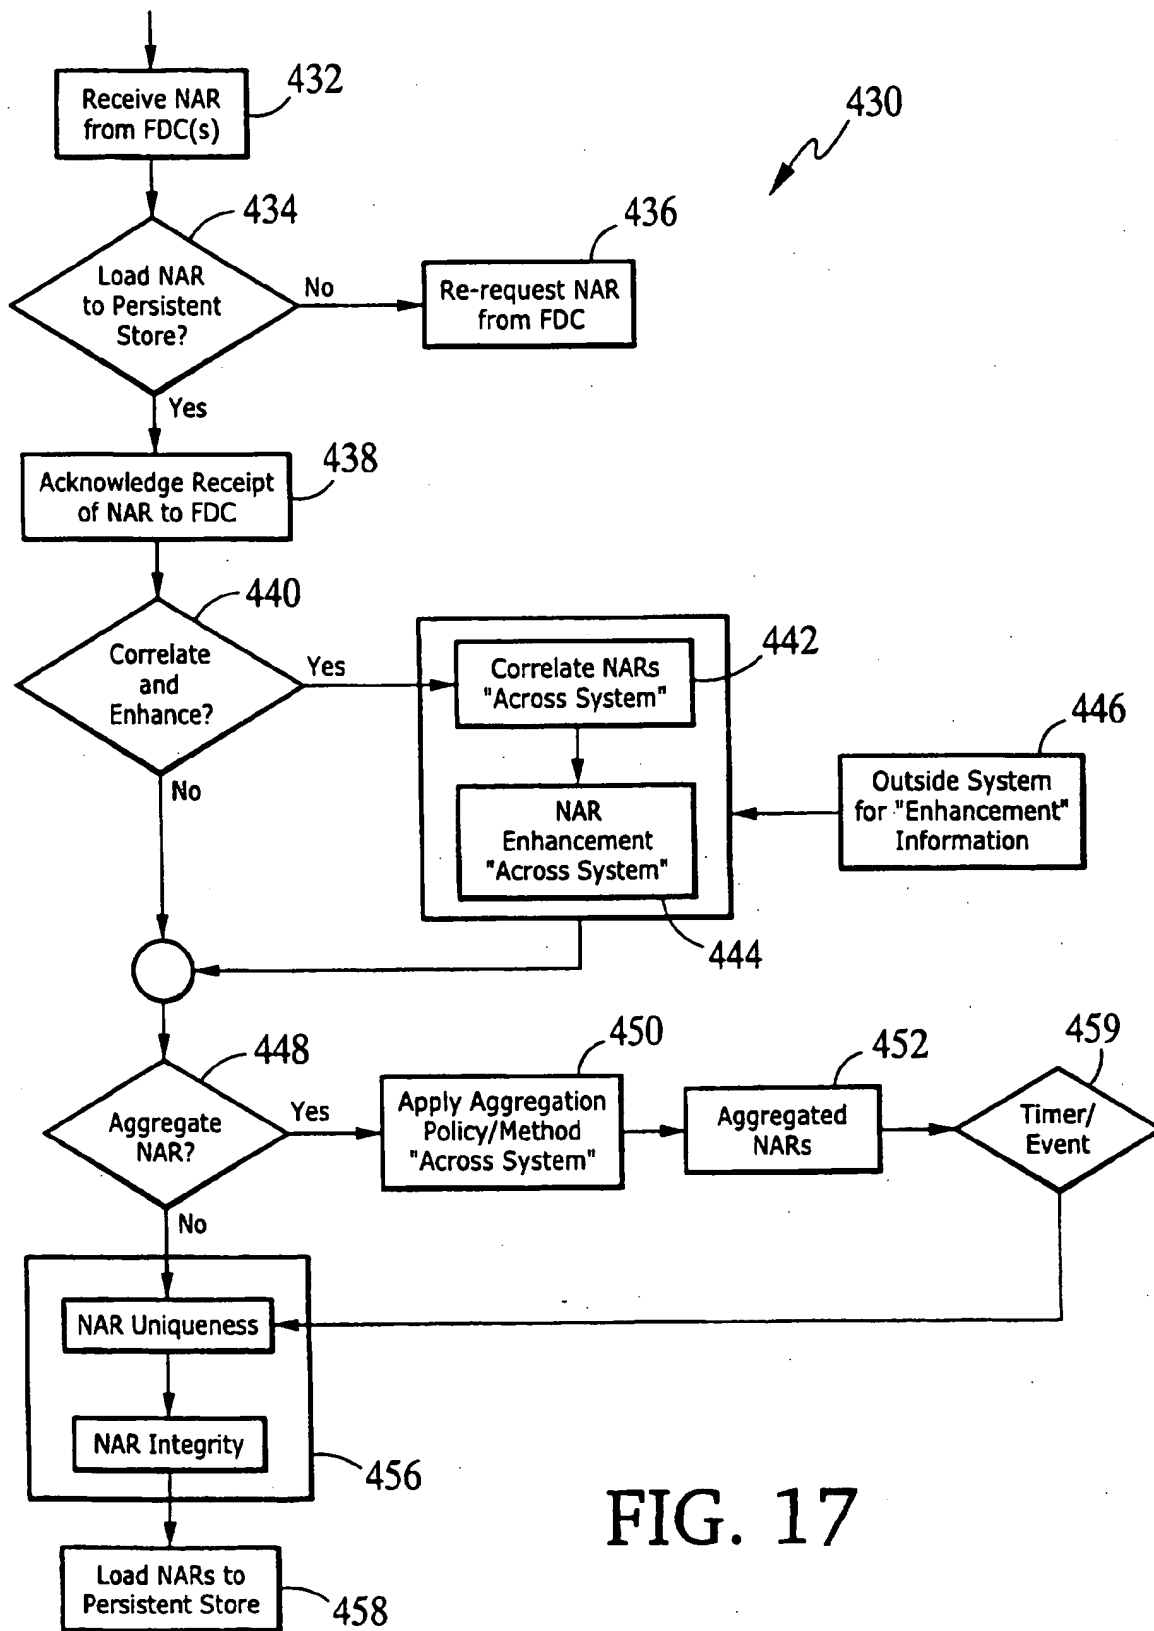 432
Receive NAR
from FDC(s)
430
434
Load NAR
to Persistent
Store?
No
436
Re-request NAR
from FDC
Yes
438
Acknowledge Receipt
of NAR to FDC
440
Correlate
and
Enhance?
Yes
442
Correlate NARs
"Across System"
446
Outside System
for "Enhancement"
Information
No
NAR
Enhancement
"Across System"
444
448
Aggregate
NAR?
Yes
450
Apply Aggregation
Policy/Method
"Across System"
452
Aggregated
NARs
459
Timer/
Event
No
NAR Uniqueness
NAR Integrity
456
Load NARs to
Persistent Store
458
FIG. 17